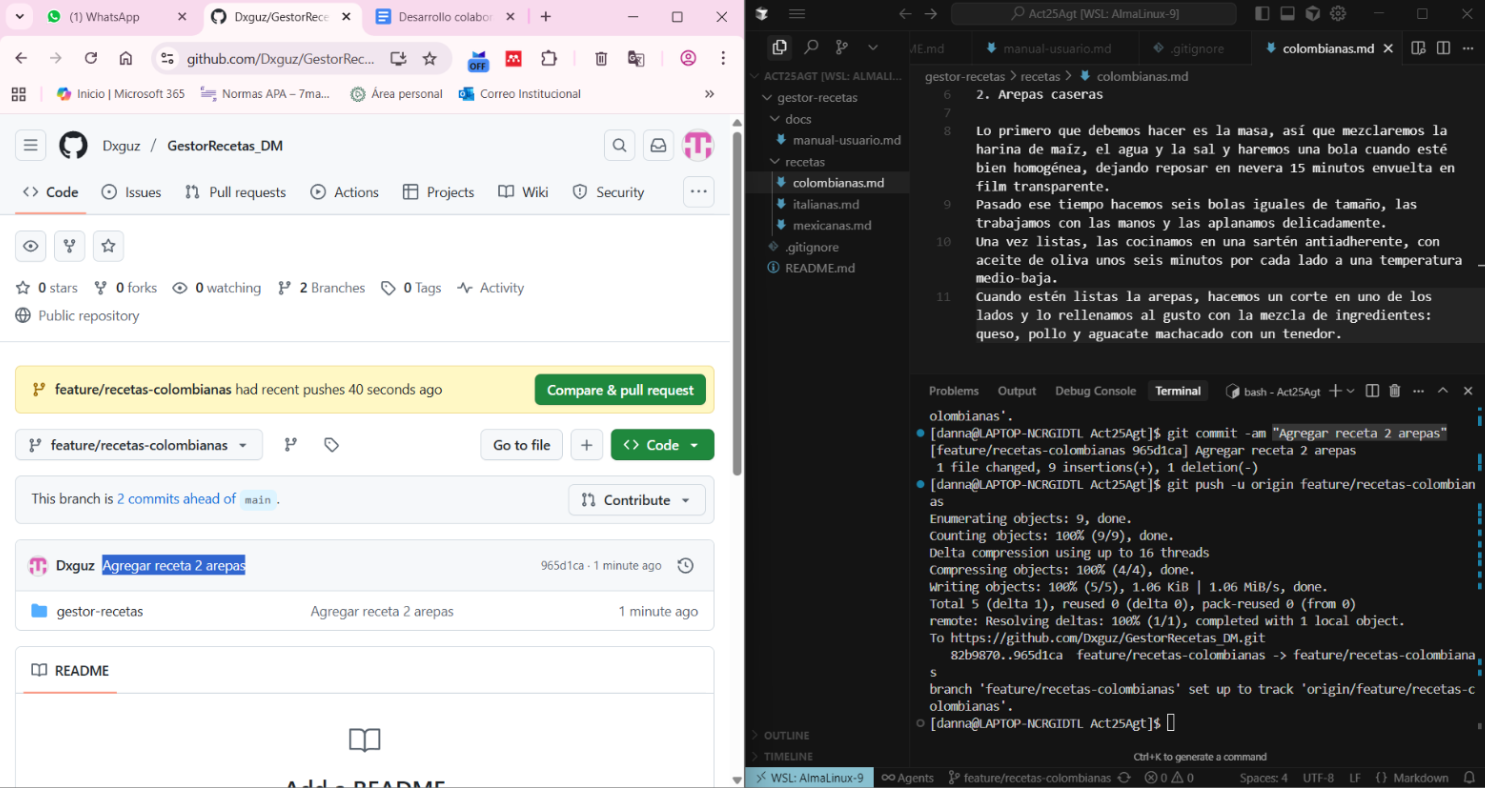 (1) WhatsApp
Dxguz/GestorRece
Desarrollo colabor
github.com/Dxguz/GestorRec...
OFF
Inicio | Microsoft 365
Normas APA – 7ma...
Área personal
Correo Institucional
Dxguz / GestorRecetas_DM
Code
Issues
Pull requests
Actions
Projects
Wiki
Security
0 stars
0 forks
0 watching
2 Branches
0 Tags
Activity
Public repository
feature/recetas-colombianas had recent pushes 40 seconds ago
Compare & pull request
feature/recetas-colombianas
Go to file
Code
This branch is 2 commits ahead of main .
Contribute
Dxguz Agregar receta 2 arepas
965d1ca · 1 minute ago
gestor-recetas
Agregar receta 2 arepas
1 minute ago
README
Add a README
Act25Agt [WSL: AlmaLinux-9]
ME.md
manual-usuario.md
.gitignore
colombianas.md
ACT25AGT [WSL: ALMALI...
gestor-recetas
docs
manual-usuario.md
recetas
colombianas.md
italianas.md
mexicanas.md
.gitignore
README.md
OUTLINE
TIMELINE
gestor-recetas > recetas > colombianas.md
6 2. Arepas caseras
7
8 Lo primero que debemos hacer es la masa, así que mezclaremos la
harina de maíz, el agua y la sal y haremos una bola cuando esté
bien homogénea, dejando reposar en nevera 15 minutos envuelta en
film transparente.
9 Pasado ese tiempo hacemos seis bolas iguales de tamaño, las
trabajamos con las manos y las aplanamos delicadamente.
10 Una vez listas, las cocinamos en una sartén antiadherente, con
aceite de oliva unos seis minutos por cada lado a una temperatura
medio-baja.
11 Cuando estén listas la arepas, hacemos un corte en uno de los
lados y lo rellenamos al gusto con la mezcla de ingredientes:
queso, pollo y aguacate machacado con un tenedor.
Problems
Output
Debug Console
Terminal
bash - Act25Agt
olombianas'.
[danna@LAPTOP-NCRGIDTL Act25Agt]$ git commit -am "Agregar receta 2 arepas"
[feature/recetas-colombianas 965d1ca] Agregar receta 2 arepas
1 file changed, 9 insertions(+), 1 deletion(-)
[danna@LAPTOP-NCRGIDTL Act25Agt]$ git push -u origin feature/recetas-colombian
as
Enumerating objects: 9, done.
Counting objects: 100% (9/9), done.
Delta compression using up to 16 threads
Compressing objects: 100% (4/4), done.
Writing objects: 100% (5/5), 1.06 KiB | 1.06 MiB/s, done.
Total 5 (delta 1), reused 0 (delta 0), pack-reused 0 (from 0)
remote: Resolving deltas: 100% (1/1), completed with 1 local object.
To https://github.com/Dxguz/GestorRecetas_DM.git
82b9870..965d1ca feature/recetas-colombianas -> feature/recetas-colombiana
s
branch 'feature/recetas-colombianas' set up to track 'origin/feature/recetas-c
olombianas'.
[danna@LAPTOP-NCRGIDTL Act25Agt]$
Ctrl+K to generate a command
WSL: AlmaLinux-9
Agents
feature/recetas-colombianas
0
0
Spaces: 4
UTF-8
LF
{} Markdown